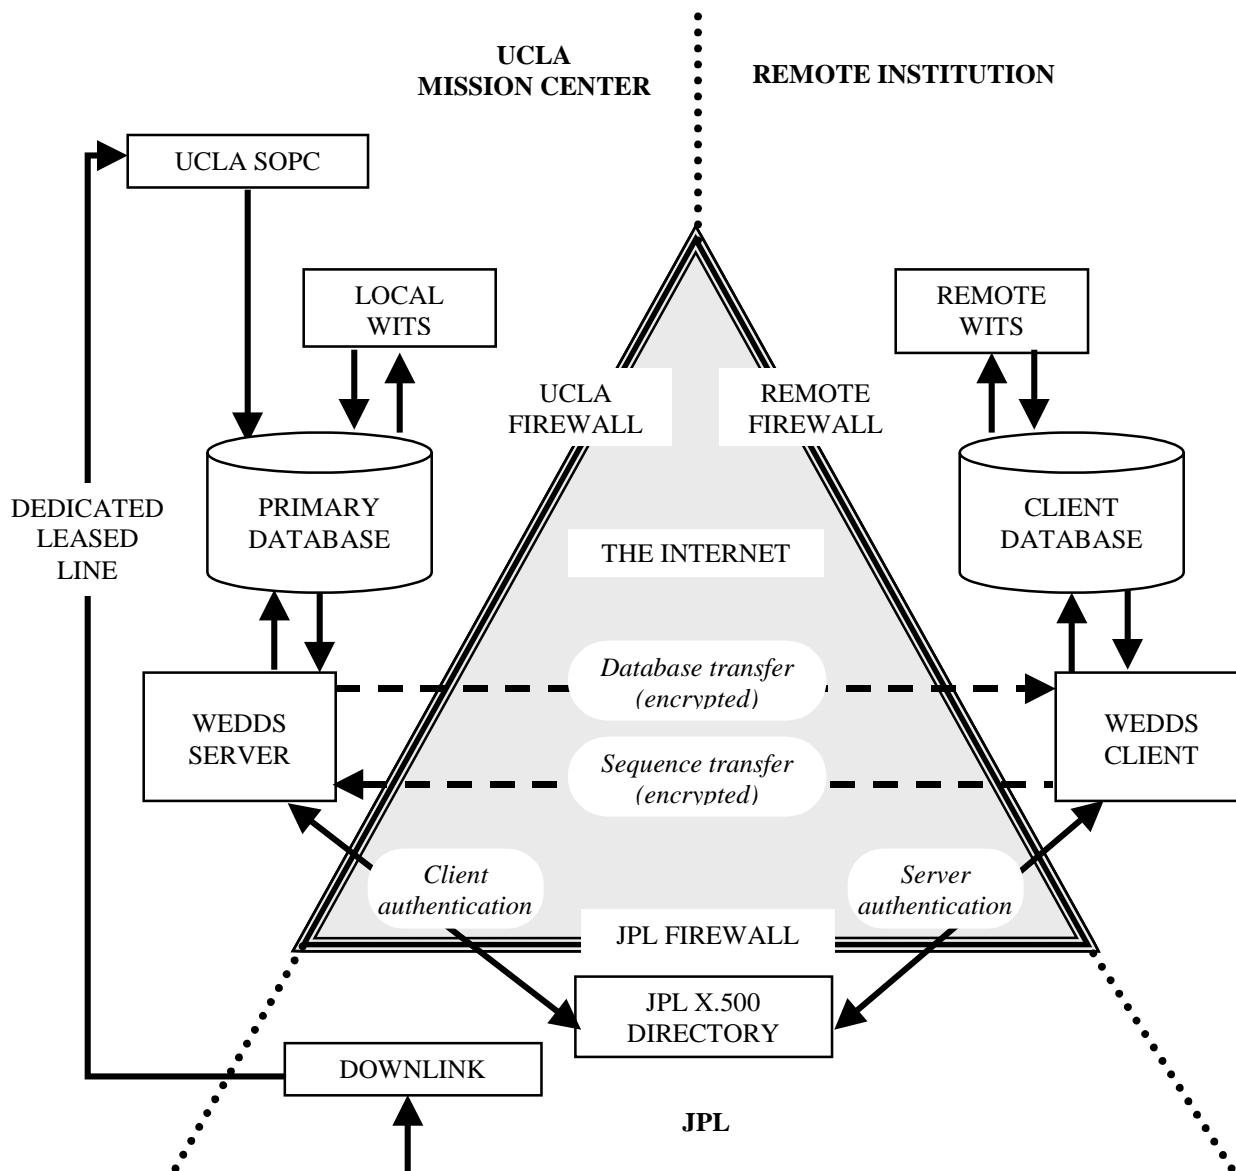 UCLA
MISSION CENTER
REMOTE INSTITUTION
UCLA SOPC
LOCAL
WITS
REMOTE
WITS
UCLA
FIREWALL
REMOTE
FIREWALL
DEDICATED
LEASED
LINE
PRIMARY
DATABASE
CLIENT
DATABASE
THE INTERNET
Database transfer
(encrypted)
WEDDS
SERVER
WEDDS
CLIENT
Sequence transfer
(encrypted)
Client
authentication
Server
authentication
JPL FIREWALL
JPL X.500
DIRECTORY
DOWNLINK
JPL